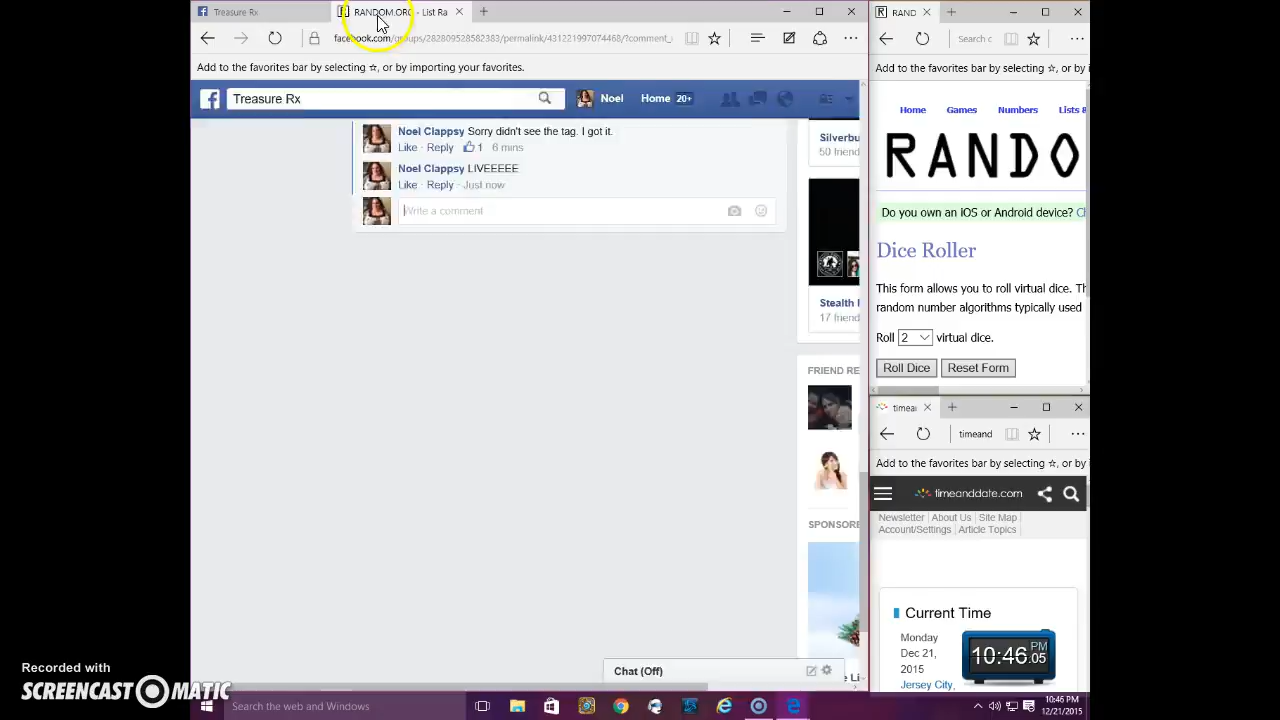 Treasure Rx
RANDOM.ORG - List Ra
facebook.com/groups/282809528582383/permalink/431221997074468/?comment_
Add to the favorites bar by selecting ☆, or by importing your favorites.
Treasure Rx
Noel
Home 20+
Noel Clappsy Sorry didn't see the tag. I got it.
Like · Reply · 1 · 6 mins
Noel Clappsy LIVEEEEE
Like · Reply · Just now
Write a comment
Silverbu
50 friend
Stealth
17 friend
FRIEND RE
SPONSORE
Chat (Off)
RAND
Search c
Add to the favorites bar by selecting ☆, or by i
Home Games Numbers Lists &
RANDO
Do you own an iOS or Android device? C
Dice Roller
This form allows you to roll virtual dice. Th
random number algorithms typically used
Roll 2 virtual dice.
Roll Dice Reset Form
timea
timeand
Add to the favorites bar by selecting ☆, or by i
timeanddate.com
Newsletter | About Us | Site Map |
Account/Settings | Article Topics |
Current Time
Monday
Dec 21,
2015
Jersey City,
10:46 PM .05
Recorded with
SCREENCAST-O-MATIC
Search the web and Windows
10:46 PM
12/21/2015